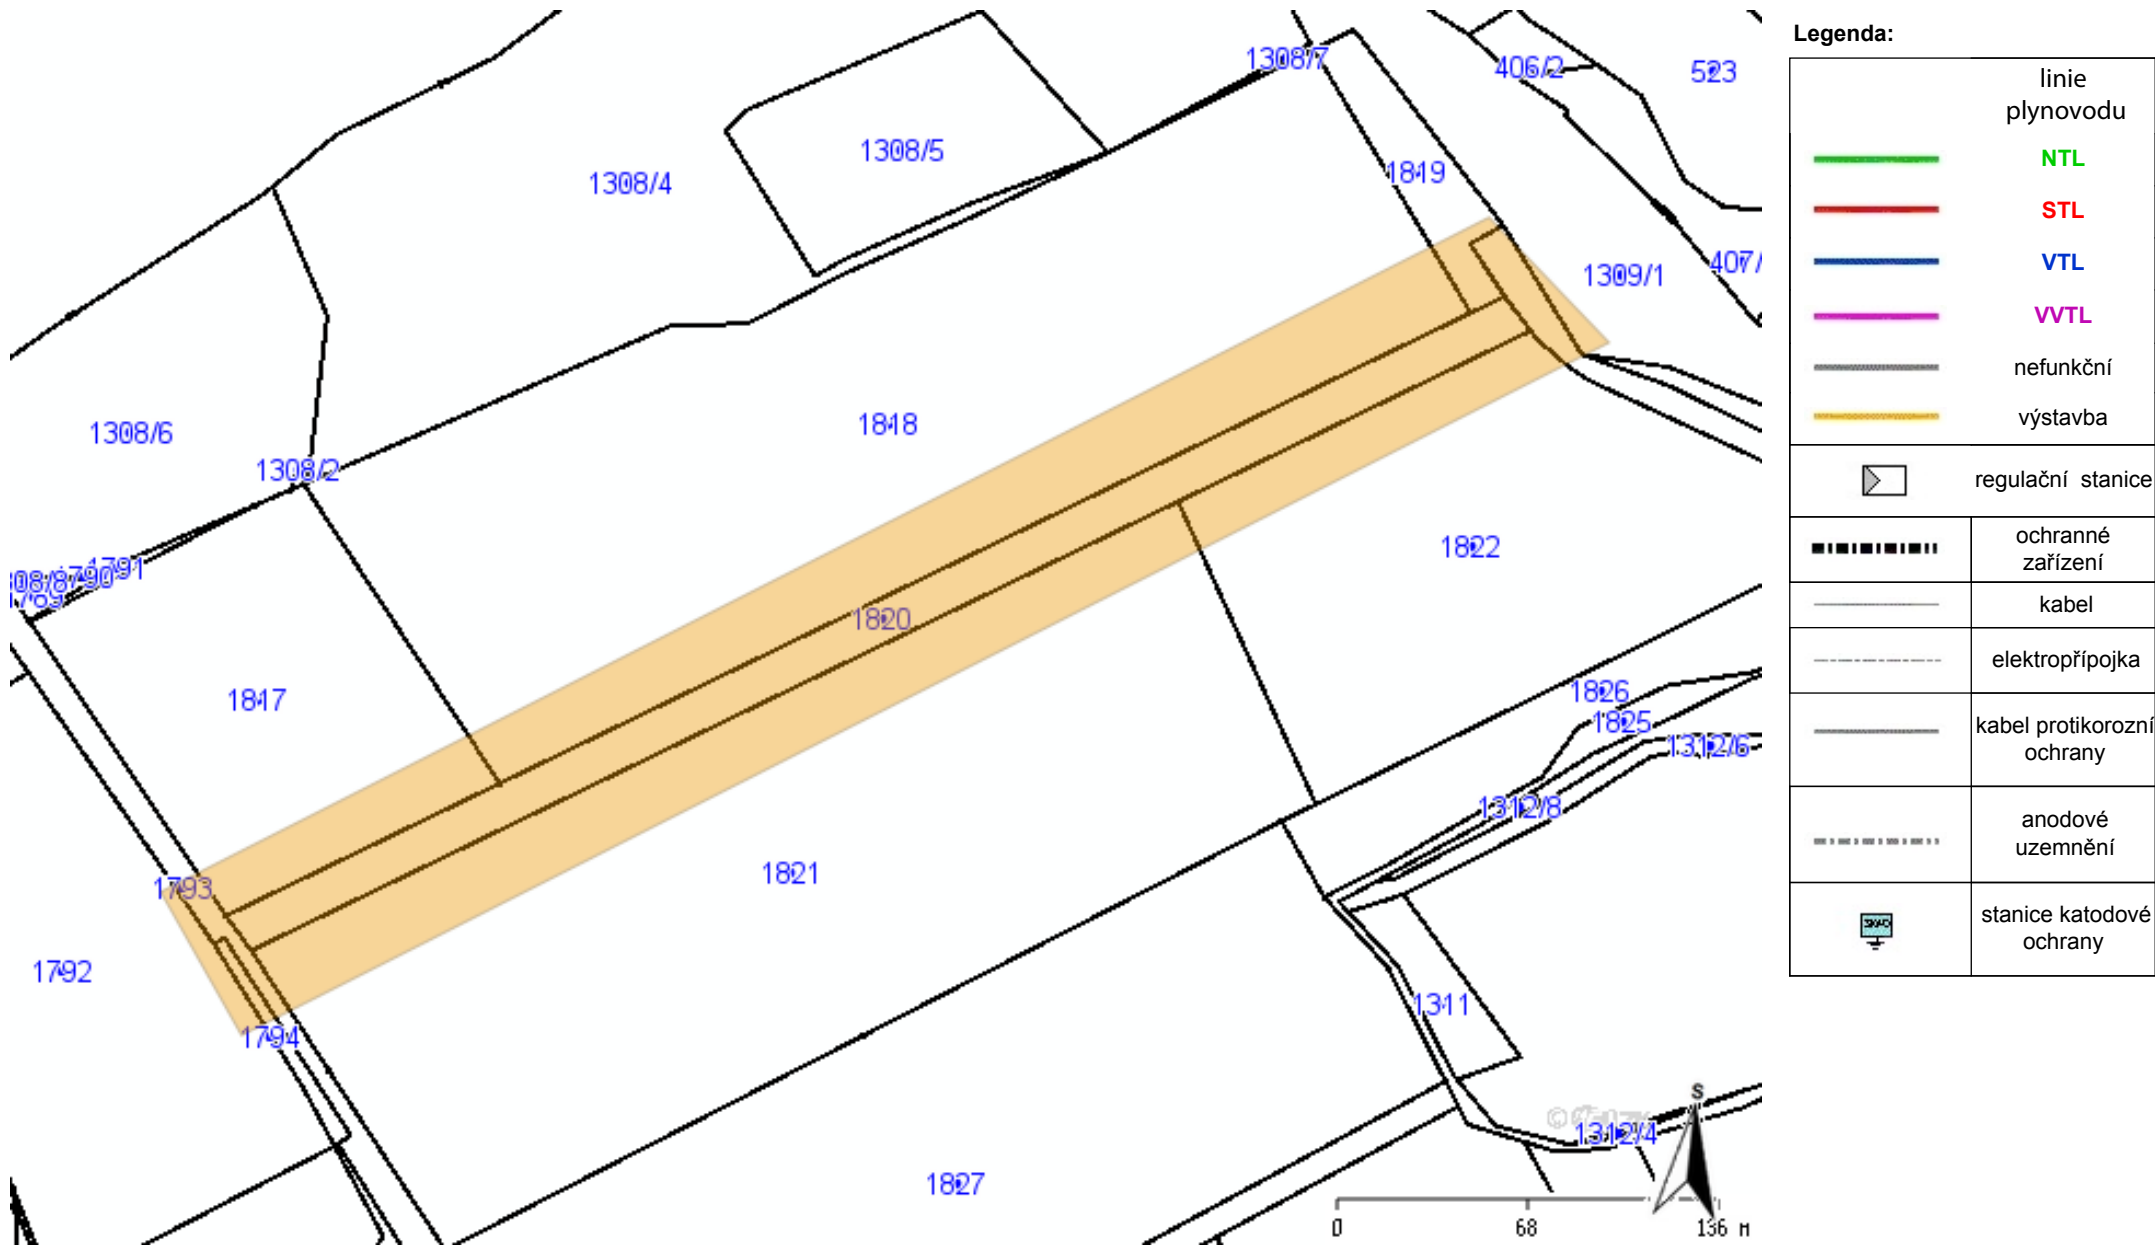 Legenda:
linie
plynovodu
NTL
STL
VTL
VVTL
nefunkční
výstavba
regulační stanice
ochranné
zařízení
kabel
elektropřípojka
kabel protikorozní
ochrany
anodové
uzemnění
stanice katodové
ochrany
1308/7
406/2
523
1308/5
1308/4
1819
407/
1309/1
1818
1308/6
1308/2
1822
1791
1790
1820
1826
1817
1825
1312/6
1312/8
1821
1793
1792
1311
1794
1312/4
1827
S
0 68 136 m